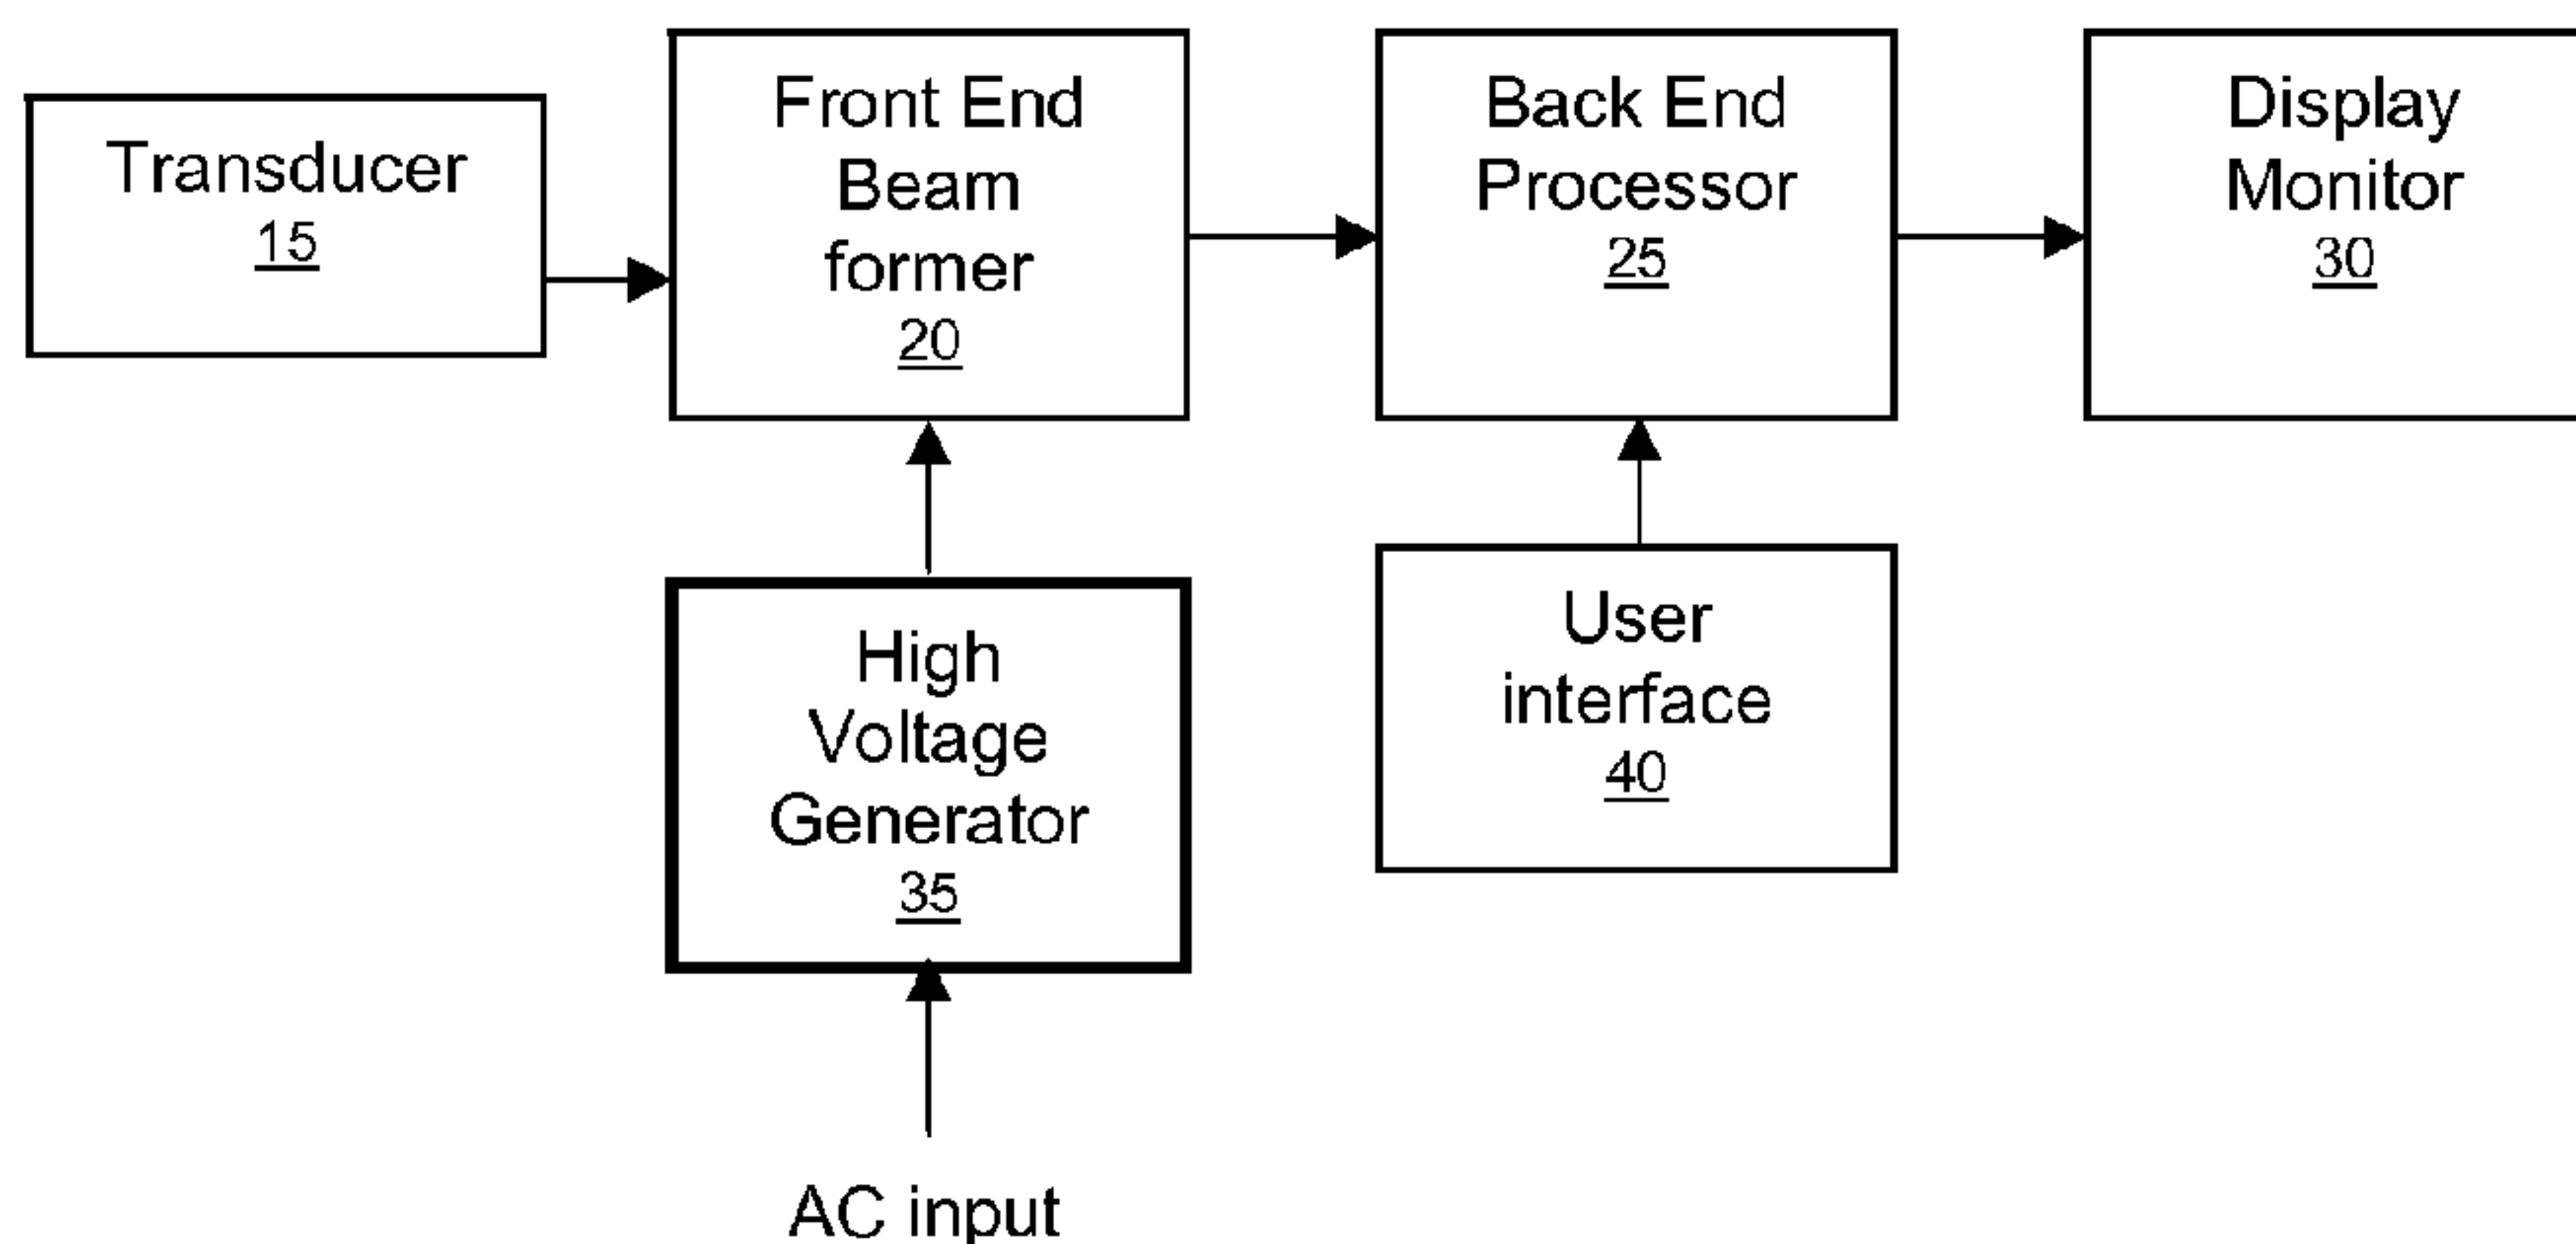 Transducer
15
Front End
Beam
former
20
Back End
Processor
25
Display
Monitor
30
High
Voltage
Generator
35
User
interface
40
AC input